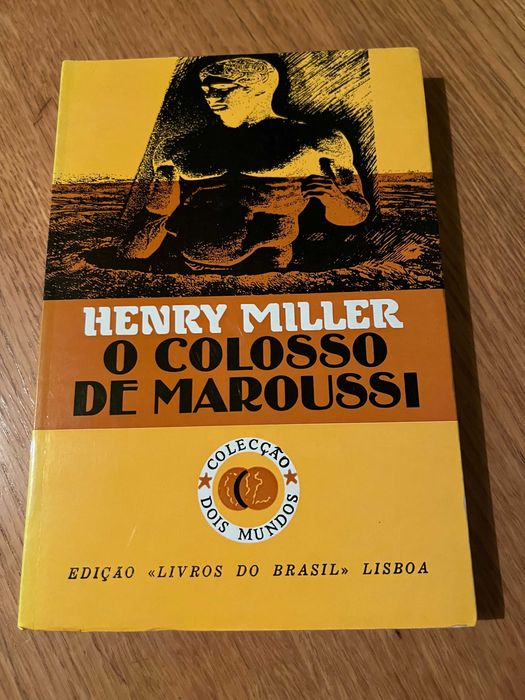 HENRY MILLER
O COLOSSO
DE MAROUSSI
COLECÇÃO
DOIS MUNDOS
EDIÇÃO «LIVROS DO BRASIL» LISBOA